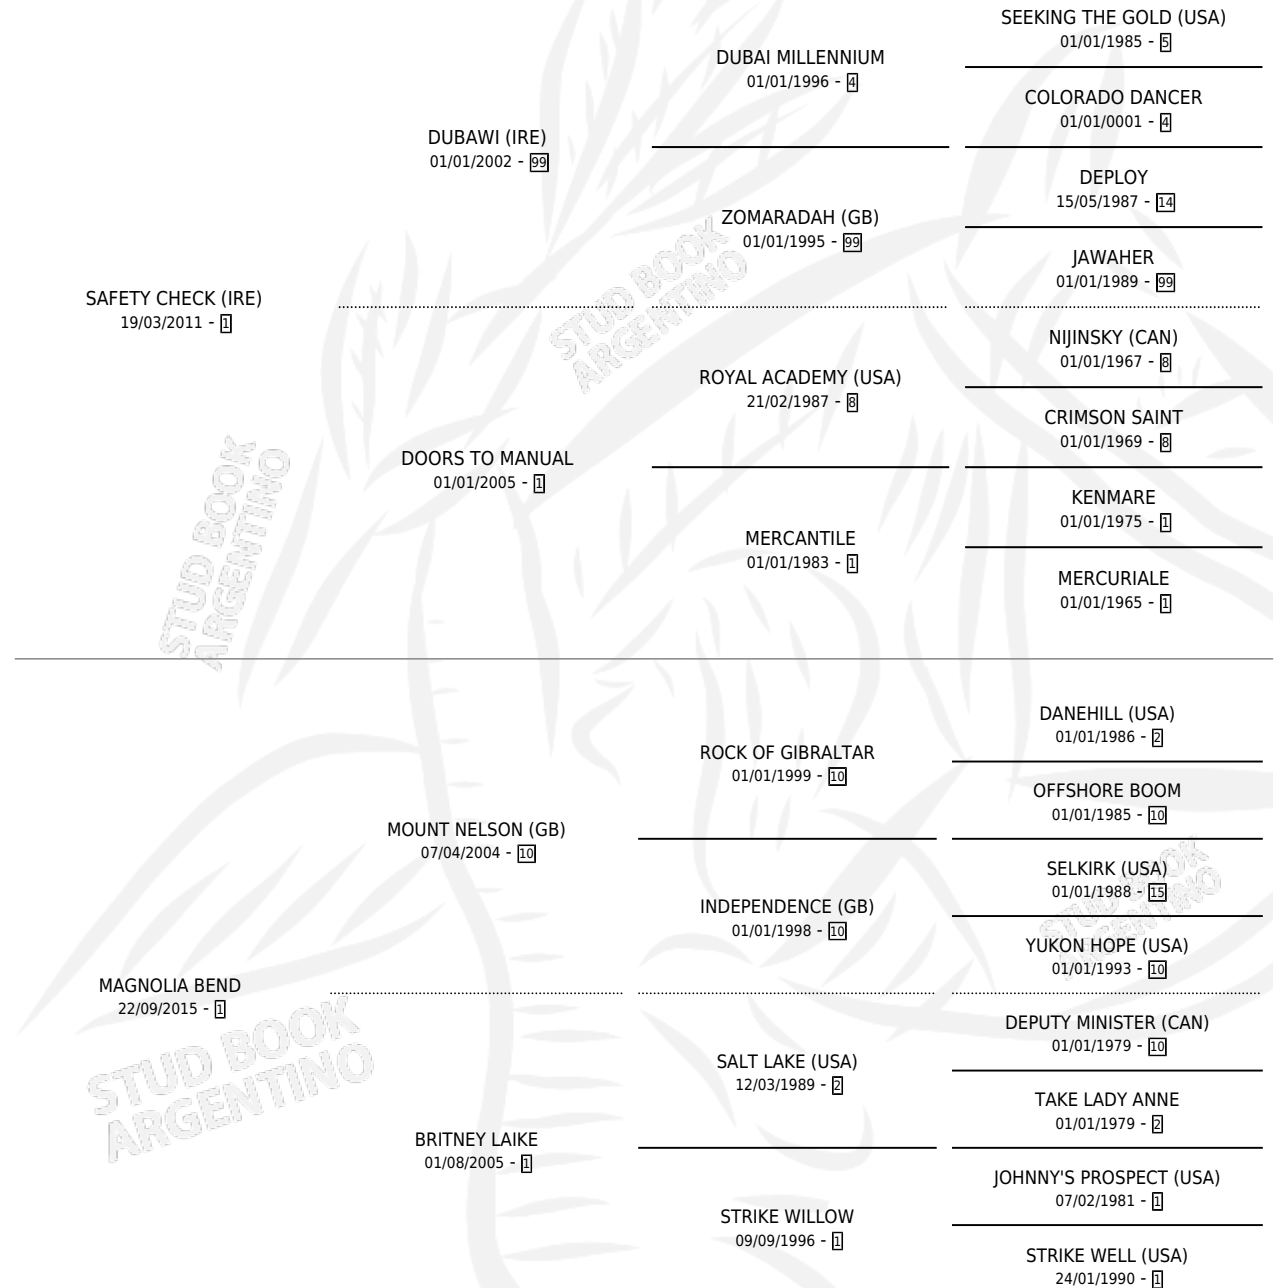 SEEKING THE GOLD (USA)
01/01/1985 - 5
DUBAI MILLENNIUM
01/01/1996 - 4
COLORADO DANCER
01/01/0001 - 4
DUBAWI (IRE)
01/01/2002 - 99
DEPLOY
15/05/1987 - 14
ZOMARADAH (GB)
01/01/1995 - 99
JAWAHER
01/01/1989 - 99
SAFETY CHECK (IRE)
19/03/2011 - 1
NIJINSKY (CAN)
01/01/1967 - 8
ROYAL ACADEMY (USA)
21/02/1987 - 8
CRIMSON SAINT
01/01/1969 - 8
DOORS TO MANUAL
01/01/2005 - 1
KENMARE
01/01/1975 - 1
MERCANTILE
01/01/1983 - 1
MERCURIALE
01/01/1965 - 1
DANEHILL (USA)
01/01/1986 - 2
ROCK OF GIBRALTAR
01/01/1999 - 10
OFFSHORE BOOM
01/01/1985 - 10
MOUNT NELSON (GB)
07/04/2004 - 10
SELKIRK (USA)
01/01/1988 - 15
INDEPENDENCE (GB)
01/01/1998 - 10
YUKON HOPE (USA)
01/01/1993 - 10
MAGNOLIA BEND
22/09/2015 - 1
DEPUTY MINISTER (CAN)
01/01/1979 - 10
SALT LAKE (USA)
12/03/1989 - 2
TAKE LADY ANNE
01/01/1979 - 2
BRITNEY LAIKE
01/08/2005 - 1
JOHNNY'S PROSPECT (USA)
07/02/1981 - 1
STRIKE WILLOW
09/09/1996 - 1
STRIKE WELL (USA)
24/01/1990 - 1
STUD BOOK
ARGENTINO
STUD BOOK
ARGENTINO
STUD BOOK
ARGENTINO
STUD BOOK
ARGENTINO